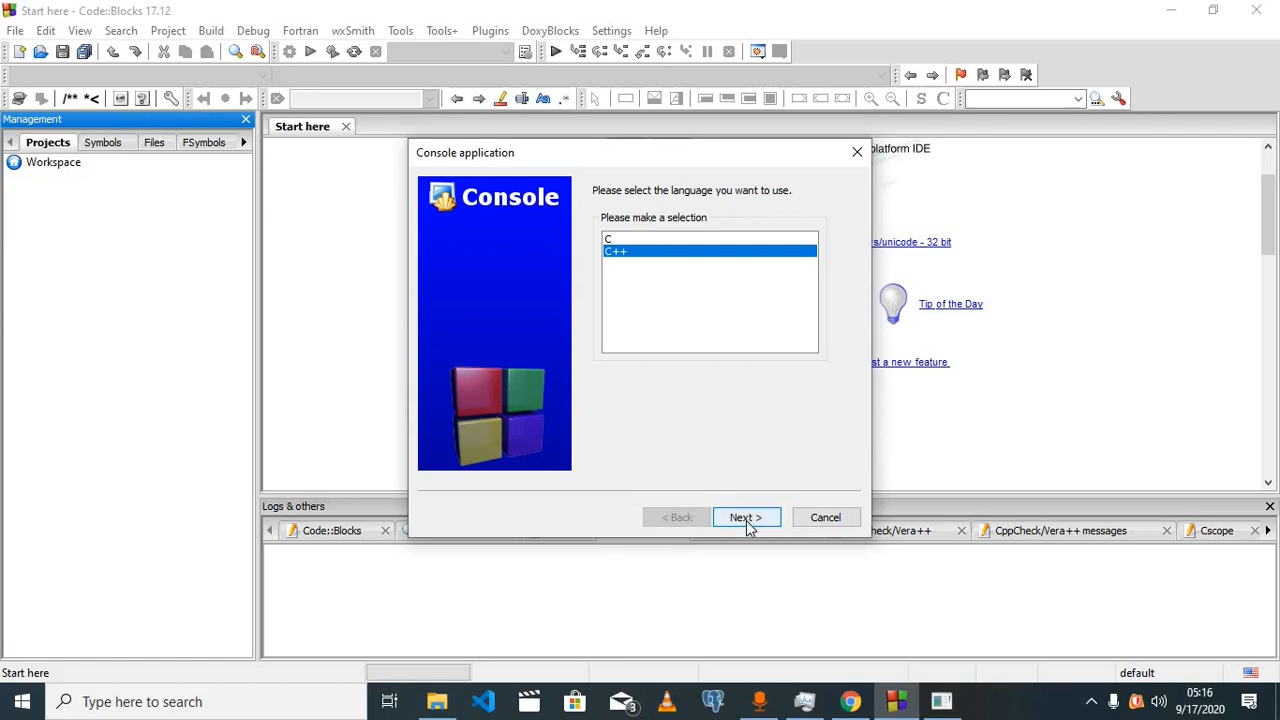 Start here - Code::Blocks 17.12
File Edit View Search Project Build Debug Fortran wxSmith Tools Tools+ Plugins DoxyBlocks Settings Help
/** *<
S C
Management
Start here
Projects Symbols Files FSymbols
Workspace
platform IDE
Console application
Console
Please select the language you want to use.
Please make a selection
C
C++
s/unicode - 32 bit
Tip of the Day
st a new feature
< Back Next > Cancel
Logs & others
Code::Blocks
eck/Vera++
CppCheck/Vera++ messages
Cscope
Start here
default
Type here to search
3
05:16
9/17/2020